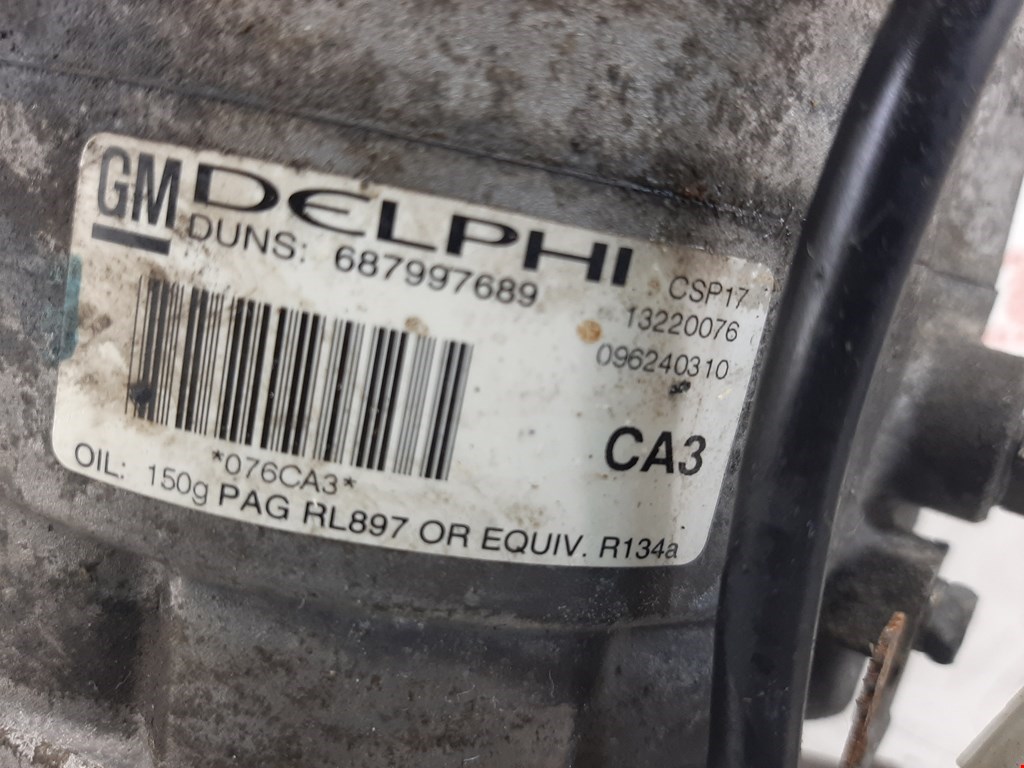 GM DELPHI
DUNS: 687997689
CSP17
13220076
096240310
CA3
*076CA3*
OIL: 150g PAG RL897 OR EQUIV. R134a